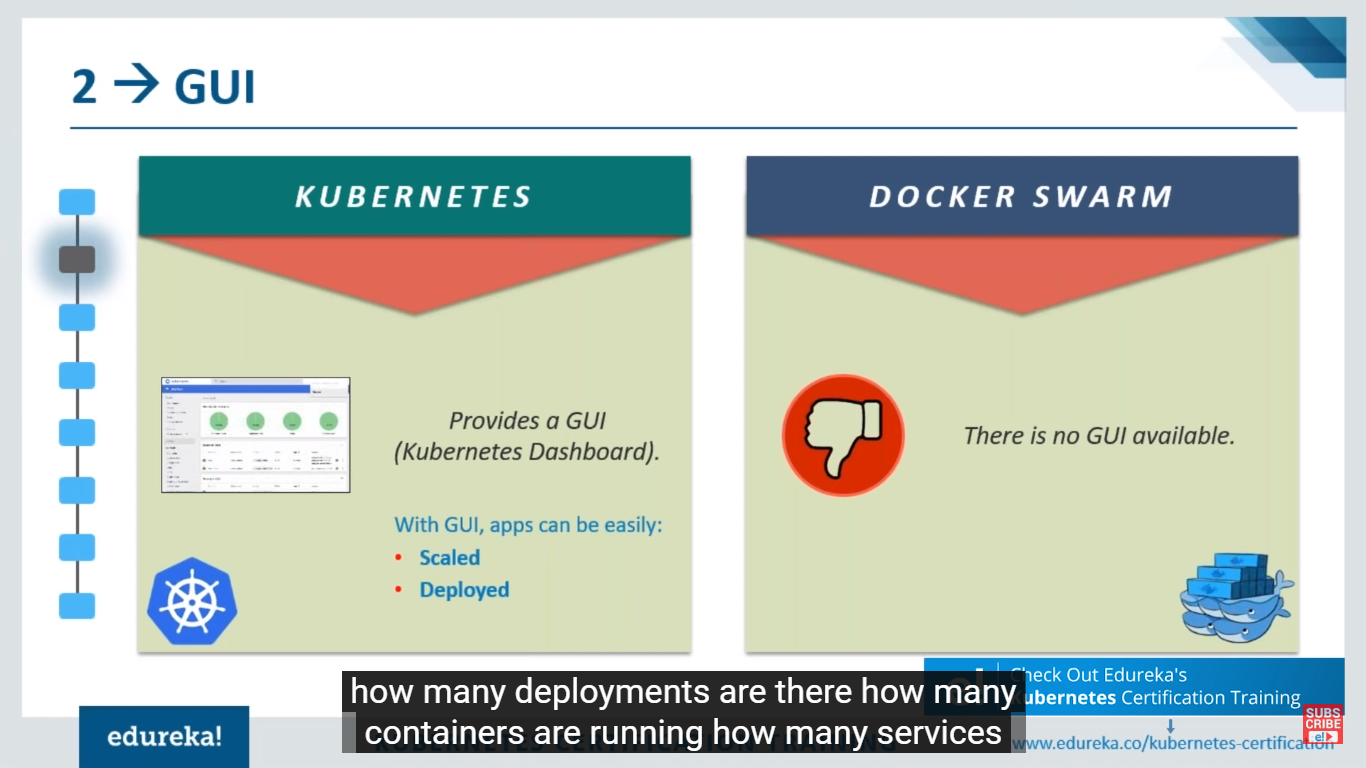 2 → GUI
KUBERNETES
DOCKER SWARM
Provides a GUI
(Kubernetes Dashboard).
With GUI, apps can be easily:
• Scaled
• Deployed
There is no GUI available.
Check Out Edureka's
Kubernetes Certification Training
how many deployments are there how many
containers are running how many services
edureka!
www.edureka.co/kubernetes-certification
SUBS
CRIBE
e!